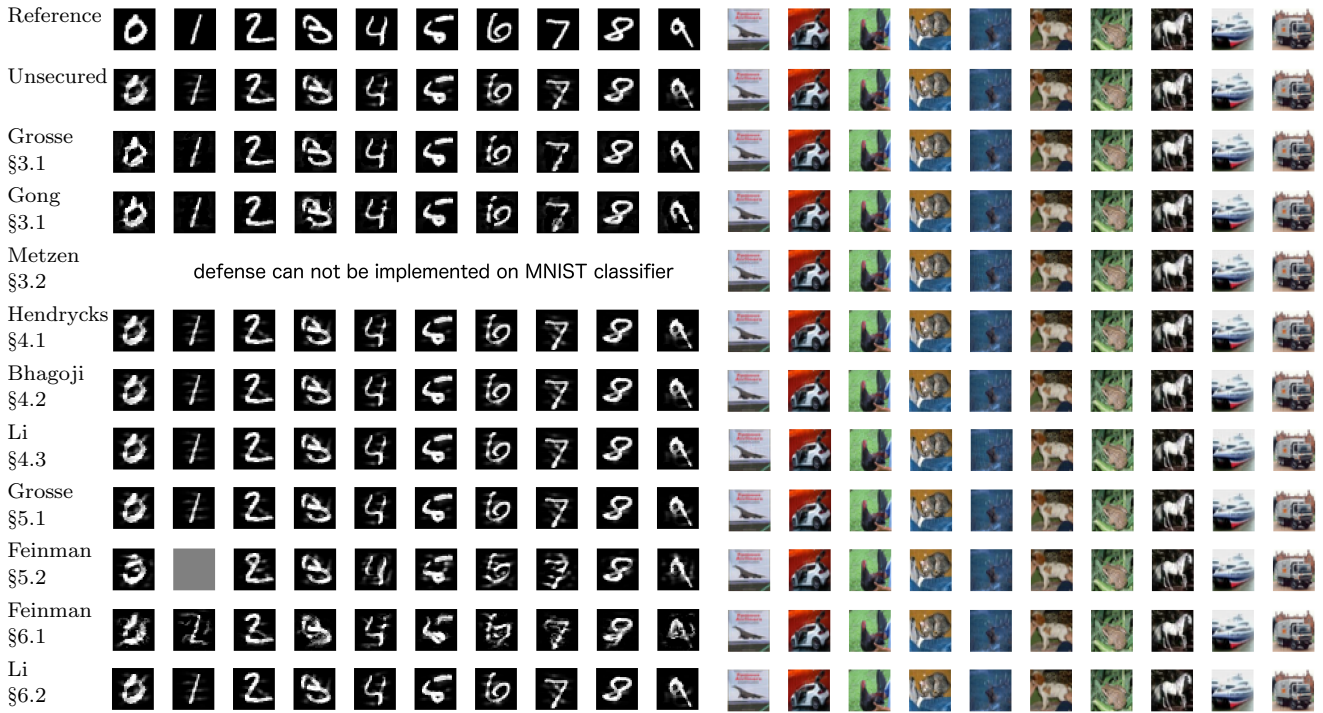 Reference
Unsecured
Grosse
§3.1
Gong
§3.1
Metzen
§3.2
defense can not be implemented on MNIST classifier
Hendrycks
§4.1
Bhagoji
§4.2
Li
§4.3
Grosse
§5.1
Feinman
§5.2
Feinman
§6.1
Li
§6.2